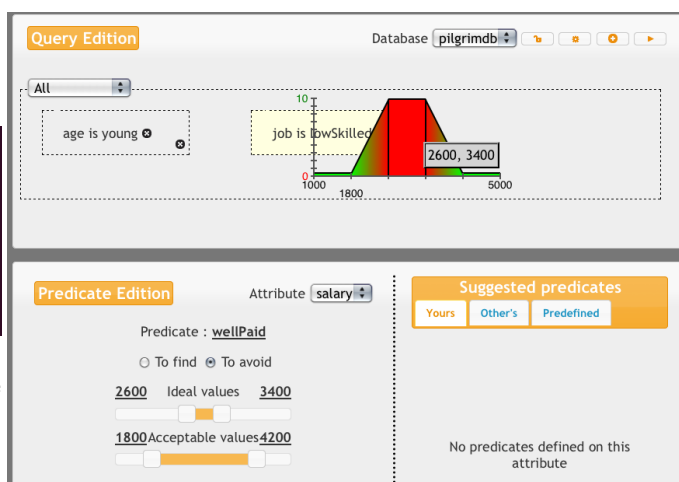 Query Edition
Database pilgrimdb
All
10
age is young
job is lowSkilled
2600, 3400
0
1000
5000
1800
Predicate Edition
Attribute salary
Suggested predicates
Yours Other's Predefined
Predicate : wellPaid
To find To avoid
2600 Ideal values 3400
1800 Acceptable values 4200
No predicates defined on this
attribute